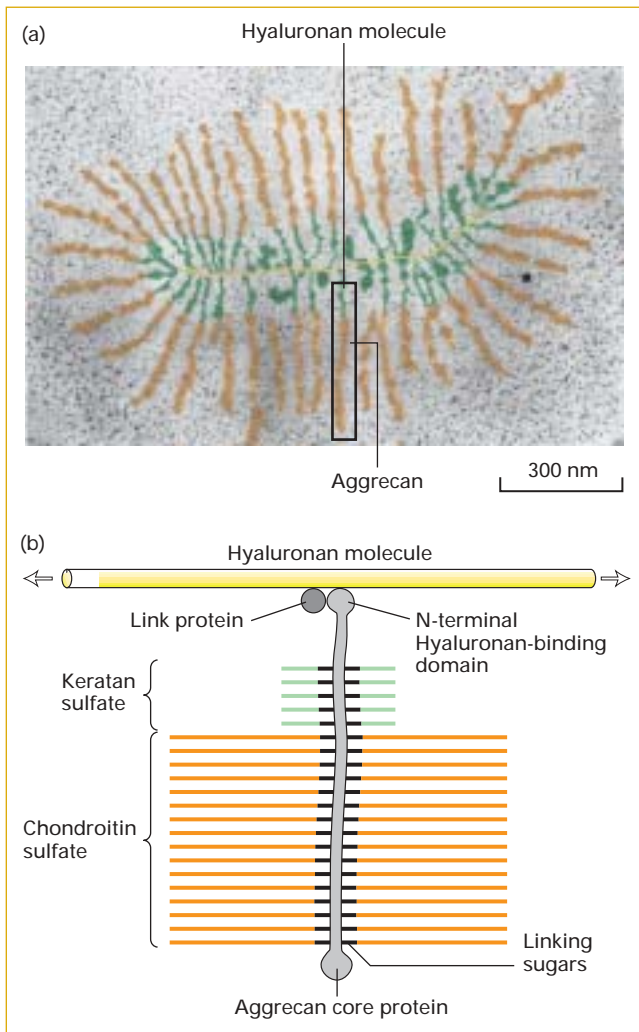 (a)
Hyaluronan molecule
Aggrecan
300 nm
(b)
Hyaluronan molecule
Link protein
N-terminal
Hyaluronan-binding
domain
Keratan
sulfate
Chondroitin
sulfate
Linking
sugars
Aggrecan core protein